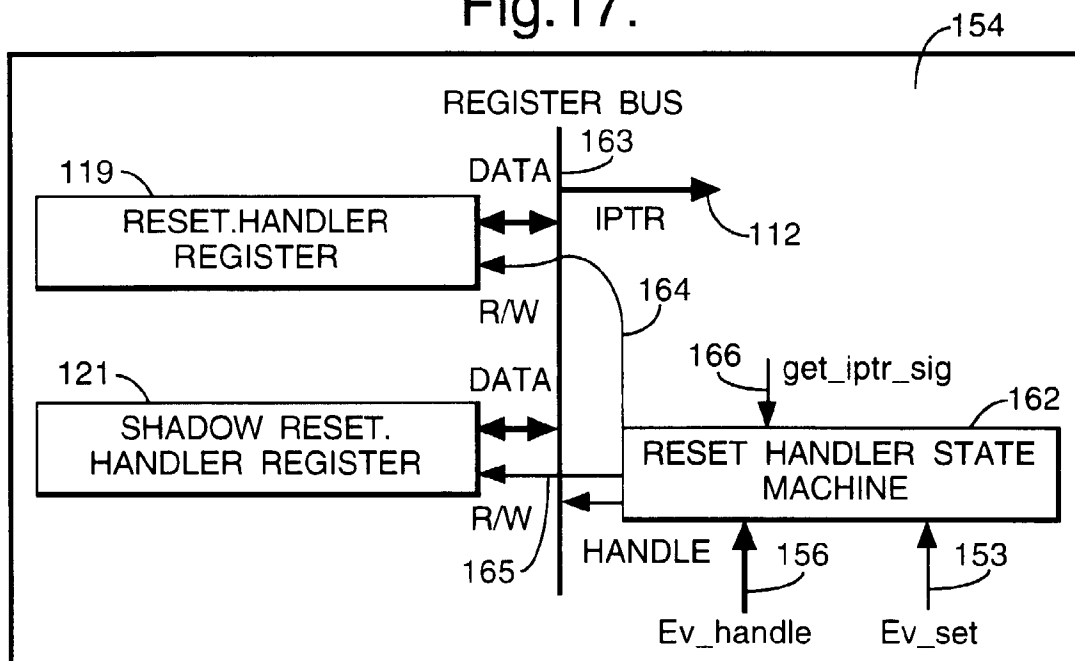 Fig.17.
154
REGISTER BUS
163
DATA
119
RESET.HANDLER
REGISTER
IPTR
112
R/W
164
166
get_iptr_sig
121
DATA
162
SHADOW RESET.
HANDLER REGISTER
RESET HANDLER STATE
MACHINE
R/W
HANDLE
165
156
153
Ev_handle
Ev_set